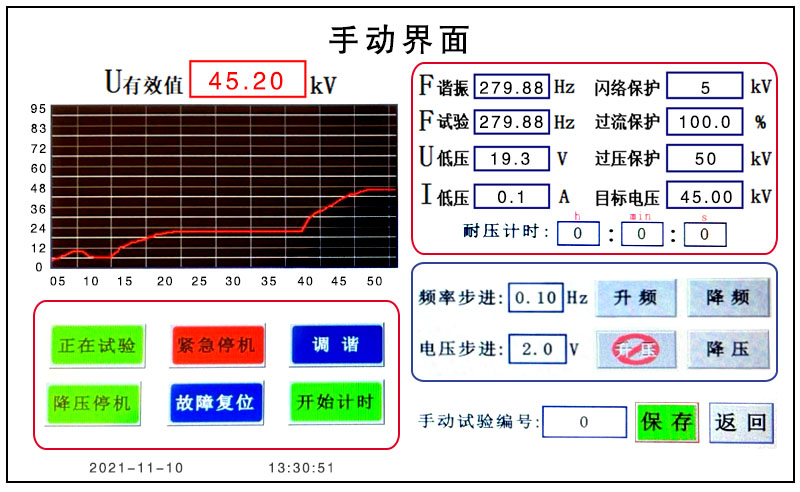 手动界面
U有效值 45.20 kV
95
83
72
60
48
36
24
12
0
05 10 15 20 25 30 35 40 45 50
F谐振 279.88 Hz 闪络保护 5 kV
F试验 279.88 Hz 过流保护 100.0 %
U低压 19.3 V 过压保护 50 kV
I低压 0.1 A 目标电压 45.00 kV
h min s
耐压计时: 0 : 0 : 0
频率步进: 0.10 Hz 升频 降频
电压步进: 2.0 V 升压 降压
正在试验 紧急停机 调谐
降压停机 故障复位 开始计时
手动试验编号: 0 保存 返回
2021-11-10 13:30:51